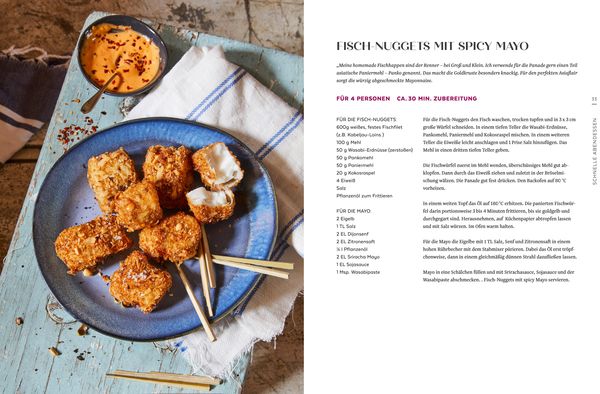 FISCH-NUGGETS MIT SPICY MAYO
„Meine homemade Fischhappen sind der Renner – bei Groß und Klein. Ich verwende für die Panade gern einen Teil
asiatische Paniermehl – Panko genannt. Das macht die Goldkruste besonders knackig. Für den perfekten Asiaflair
sorgt die würzig abgeschmeckte Mayonnaise.
FÜR 4 PERSONEN CA. 30 MIN. ZUBEREITUNG
FÜR DIE FISCH-NUGGETS:
600g weißes, festes Fischfilet
(z.B. Kabeljau-Loins )
100 g Mehl
50 g Wasabi-Erdnüsse (zerstoßen)
50 g Pankomehl
50 g Paniermehl
20 g Kokosraspel
4 Eiweiß
Salz
Pflanzenöl zum Frittieren
FÜR DIE MAYO:
2 Eigelb
1 TL Salz
2 EL Dijonsenf
2 EL Zitronensaft
¼ l Pflanzenöl
2 EL Sriracha Mayo
1 EL Sojasauce
1 Msp. Wasabipaste
Für die Fisch-Nuggets den Fisch waschen, trocken tupfen und in 3 x 3 cm
große Würfel schneiden. In einem tiefen Teller die Wasabi-Erdnüsse,
Pankomehl, Paniermehl und Kokosraspel mischen. In einem weiteren
Teller die Eiweiße leicht anschlagen und 1 Prise Salz hinzufügen. Das
Mehl in einen dritten tiefen Teller geben.
Die Fischwürfel zuerst im Mehl wenden, überschüssiges Mehl gut ab-
klopfen. Dann durch das Eiweiß ziehen und zuletzt in der Bröselmi-
schung wälzen. Die Panade gut fest drücken. Den Backofen auf 80 °C
vorheizen.
In einem weiten Topf das Öl auf 160 °C erhitzen. Die panierten Fischwür-
fel darin portionsweise 3 bis 4 Minuten frittieren, bis sie goldgelb und
durchgegart sind. Herausnehmen, auf Küchenpapier abtropfen lassen
und mit Salz würzen. Im Ofen warm halten.
Für die Mayo die Eigelbe mit 1 TL Salz, Senf und Zitronensaft in einem
hohen Rührbecher mit dem Stabmixer pürieren. Dabei das Öl erst tröpf-
chenweise, dann in einem gleichmäßig dünnen Strahl dazufließen lassen.
Mayo in eine Schälchen füllen und mit Srirachasauce, Sojasauce und der
Wasabipaste abschmecken. . Fisch-Nuggets mit spicy Mayo servieren.
SCHNELLE ABENDESSEN